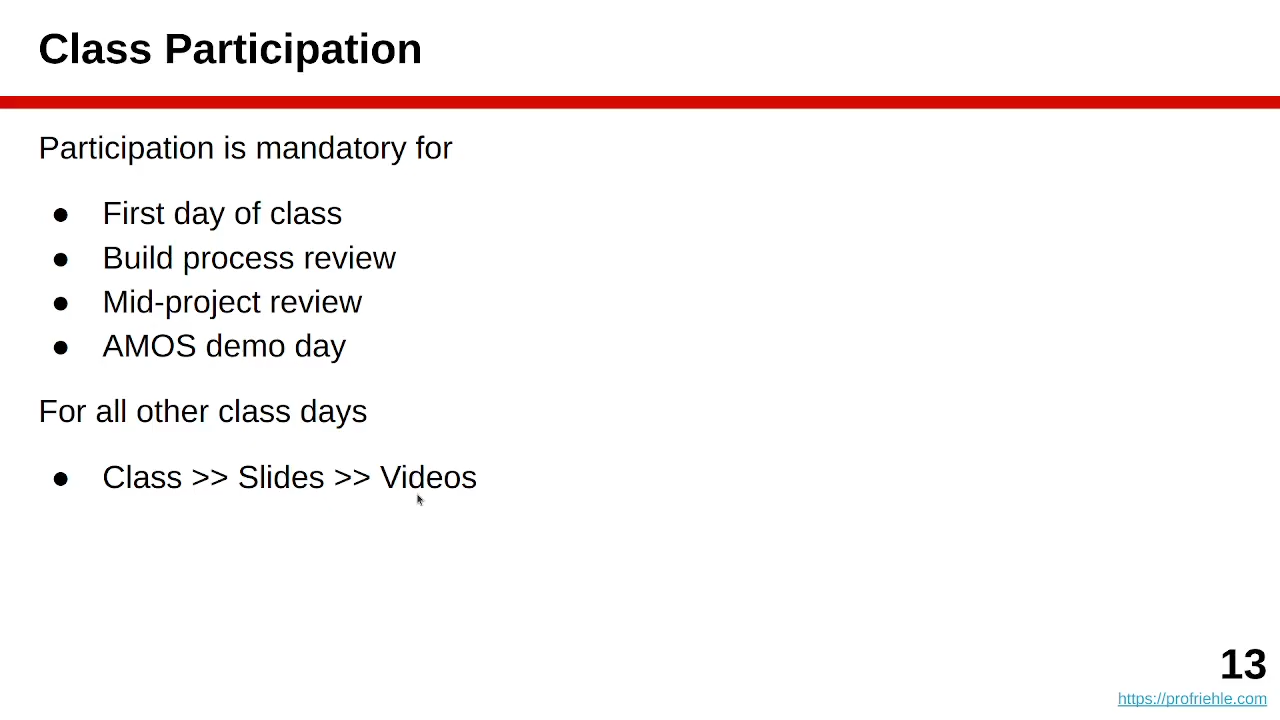 Class Participation
Participation is mandatory for
● First day of class
● Build process review
● Mid-project review
● AMOS demo day
For all other class days
● Class >> Slides >> Videos
13
https://profriehle.com